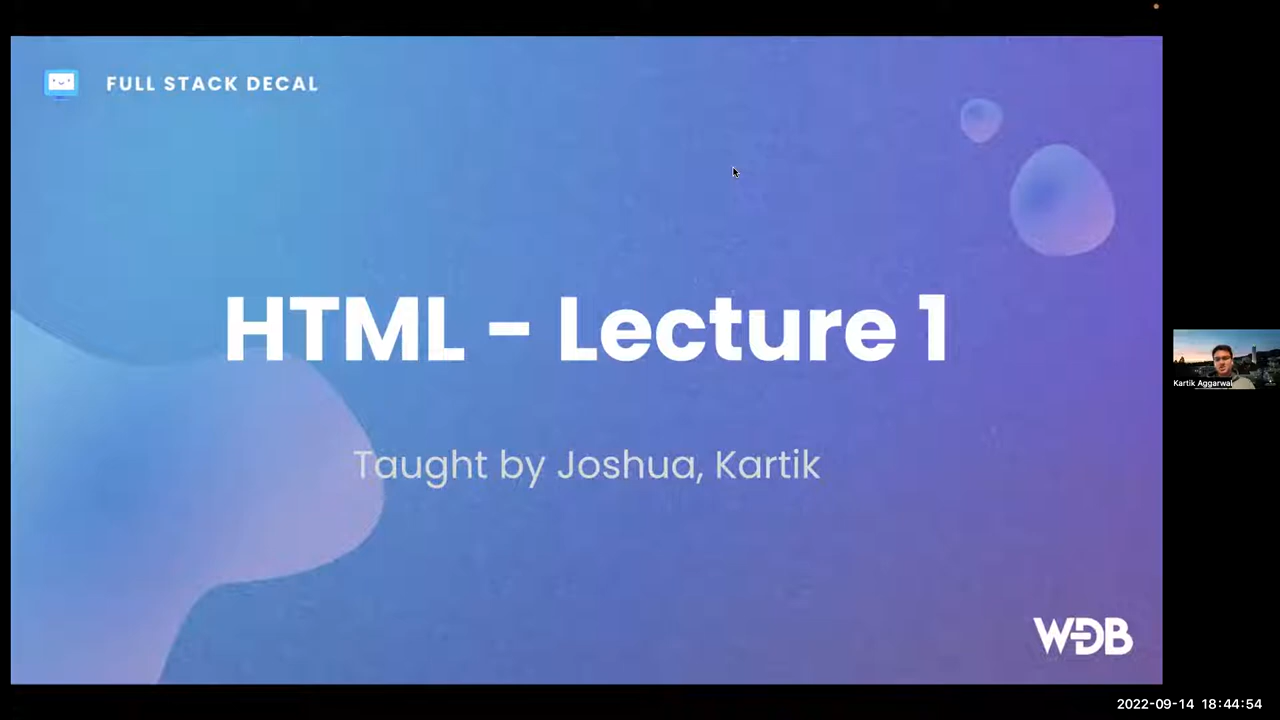 FULL STACK DECAL
HTML - Lecture 1
Taught by Joshua, Kartik
Kartik Aggarwal
WDB
2022-09-14 18:44:54